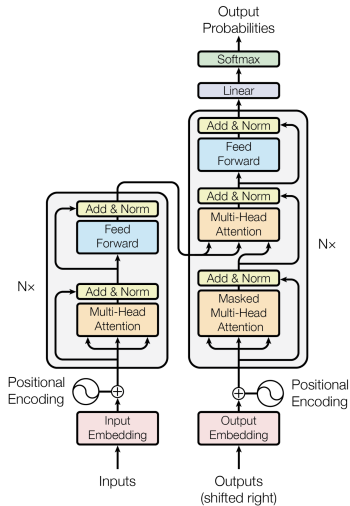 Output
Probabilities
Softmax
Linear
Add & Norm
Feed
Forward
Add & Norm
Multi-Head
Attention
Add & Norm
Masked
Multi-Head
Attention
N×
Add & Norm
Feed
Forward
Add & Norm
Multi-Head
Attention
N×
Positional
Encoding
Positional
Encoding
Input
Embedding
Output
Embedding
Inputs
Outputs
(shifted right)